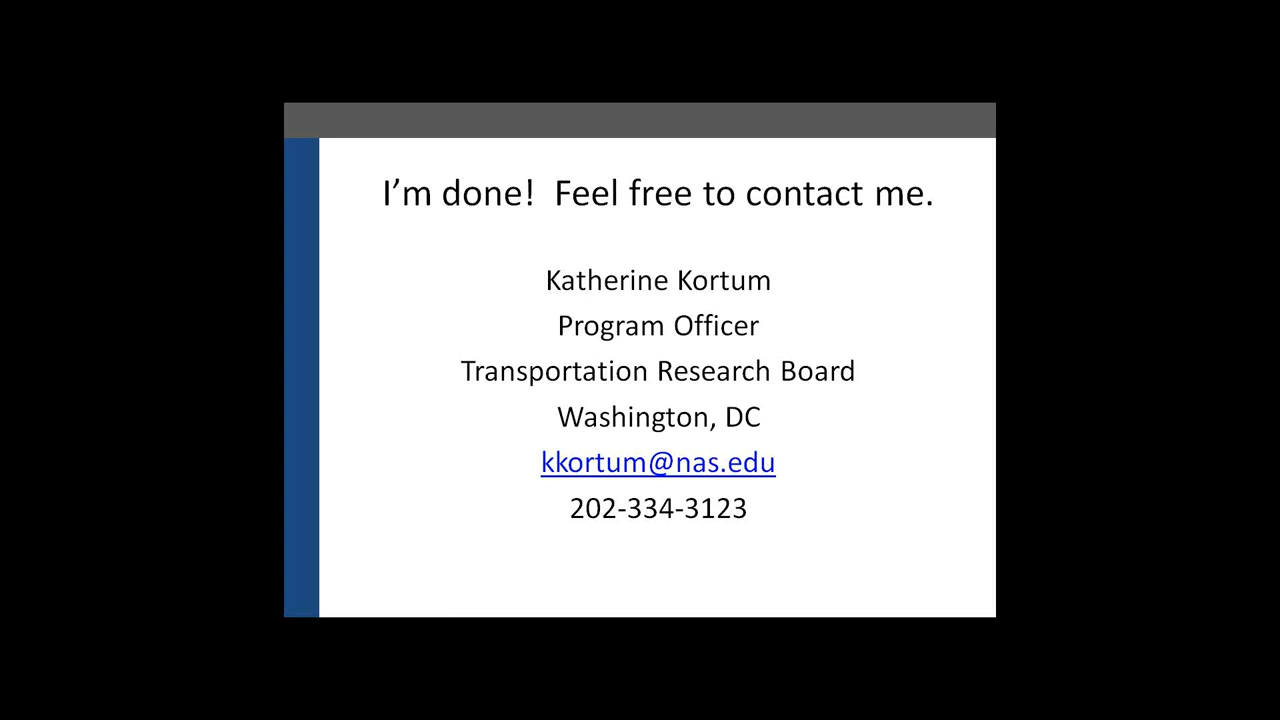 I’m done!  Feel free to contact me.
Katherine Kortum
Program Officer
Transportation Research Board
Washington, DC
kkortum@nas.edu
202-334-3123